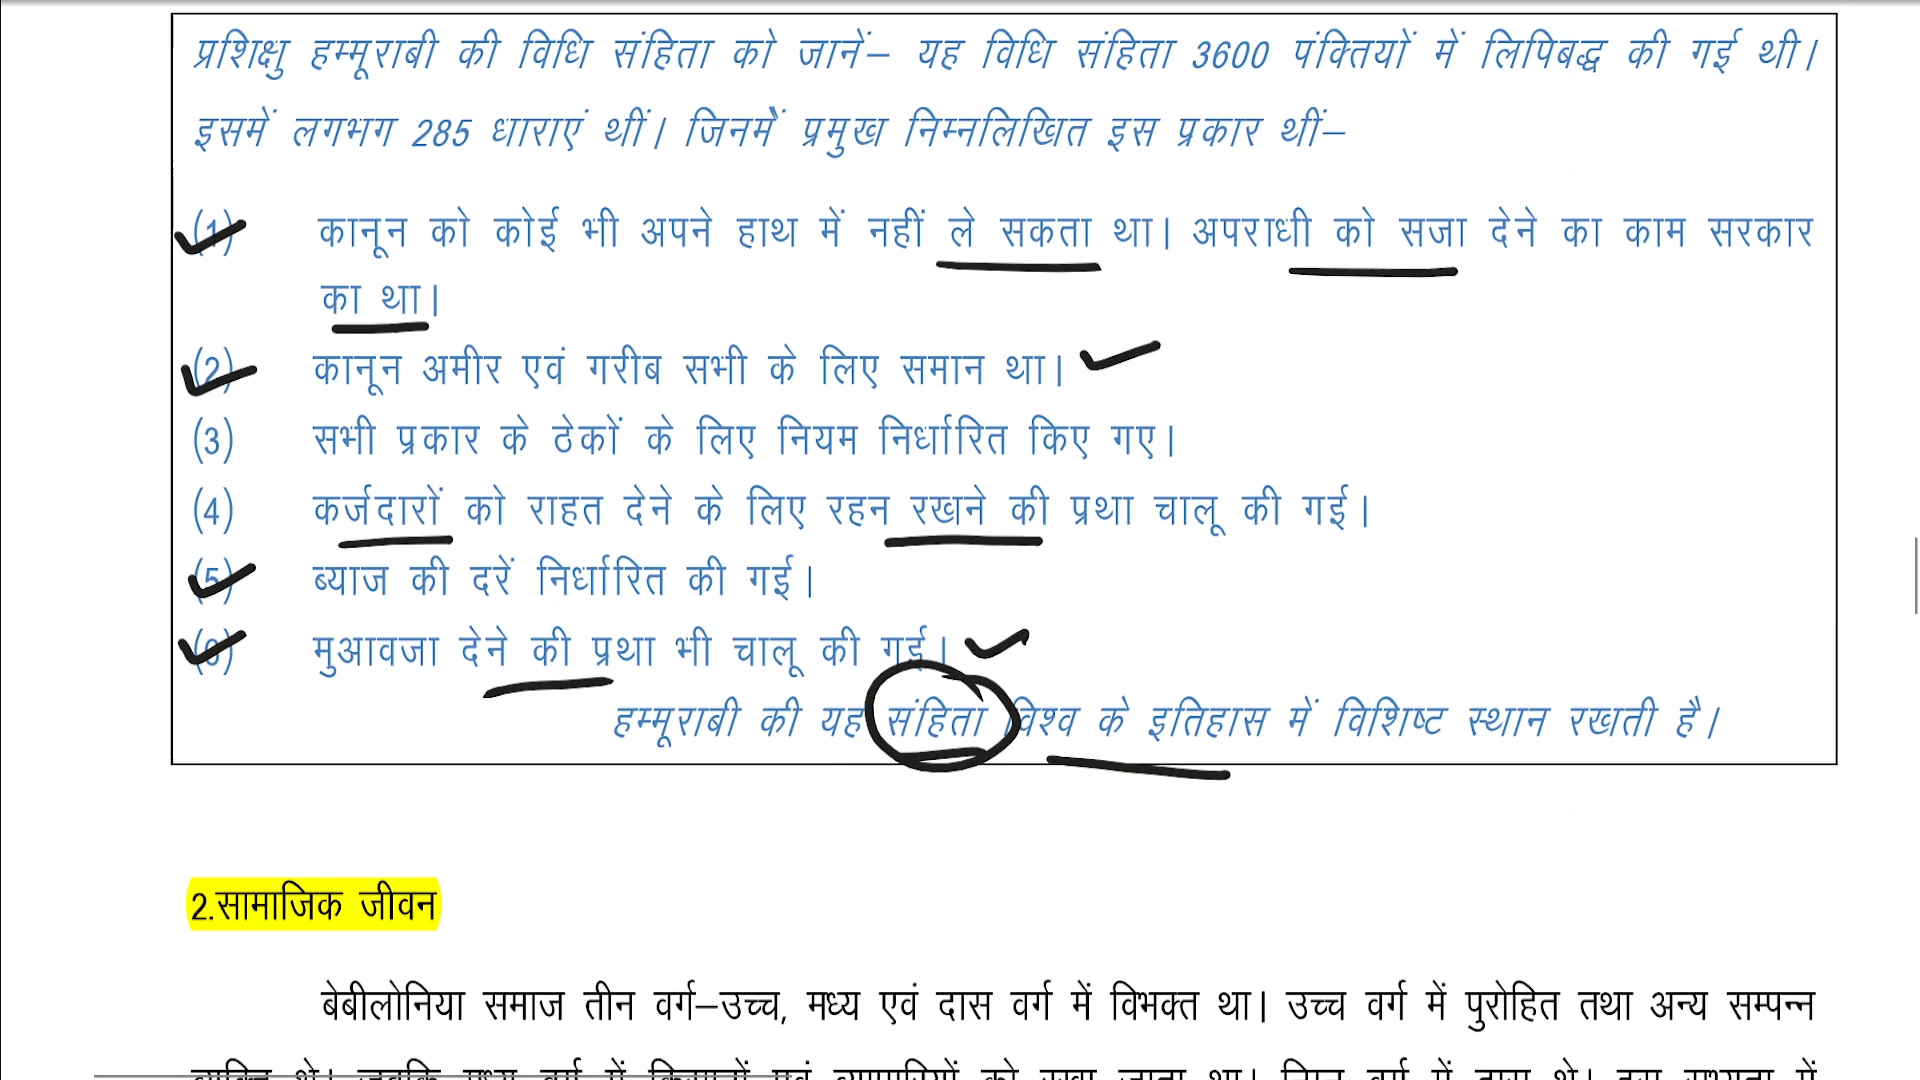 प्रशिक्षु हम्मूराबी की विधि संहिता को जानें– यह विधि संहिता 3600 पंक्तियों में लिपिबद्ध की गई थी।
इसमें लगभग 285 धाराएं थीं। जिनमें प्रमुख निम्नलिखित इस प्रकार थीं–
(1) कानून को कोई भी अपने हाथ में नहीं ले सकता था। अपराधी को सजा देने का काम सरकार
का था।
(2) कानून अमीर एवं गरीब सभी के लिए समान था।
(3) सभी प्रकार के ठेकों के लिए नियम निर्धारित किए गए।
(4) कर्जदारों को राहत देने के लिए रहन रखने की प्रथा चालू की गई।
(5) ब्याज की दरें निर्धारित की गई।
(6) मुआवजा देने की प्रथा भी चालू की गई।
हम्मूराबी की यह संहिता विश्व के इतिहास में विशिष्ट स्थान रखती है।
2.सामाजिक जीवन
बेबीलोनिया समाज तीन वर्ग–उच्च, मध्य एवं दास वर्ग में विभक्त था। उच्च वर्ग में पुरोहित तथा अन्य सम्पन्न